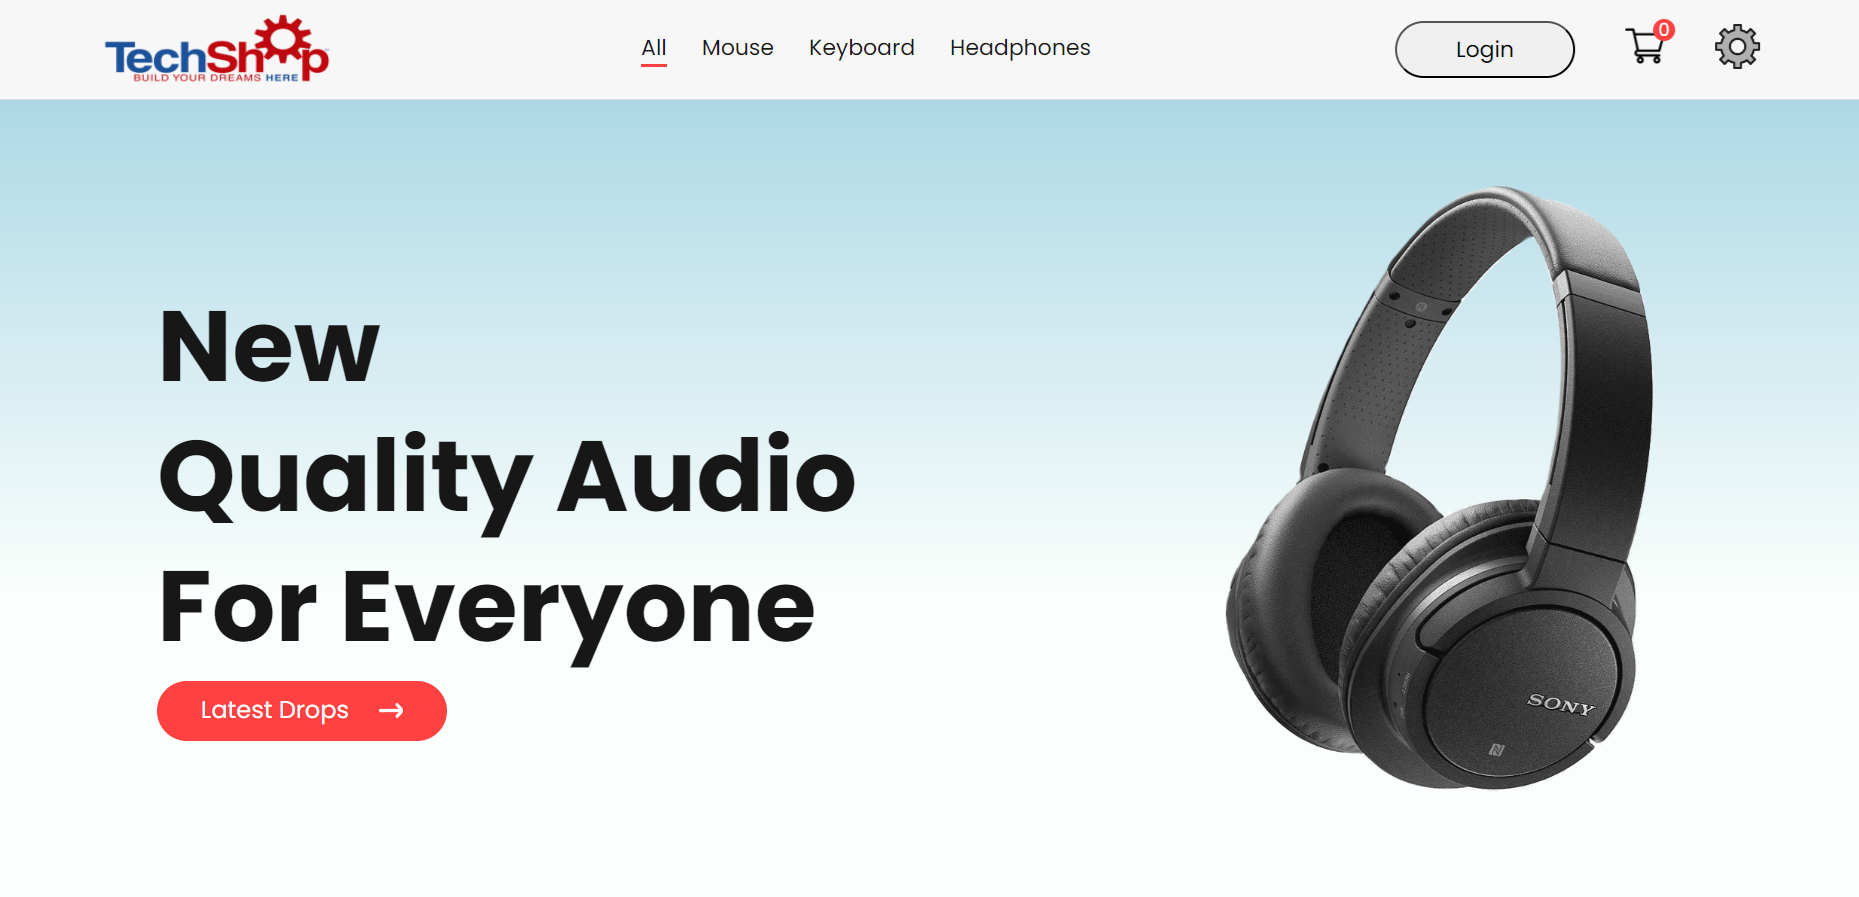 TechShop
BUILD YOUR DREAMS HERE
All
Mouse
Keyboard
Headphones
Login
0
New
Quality Audio
For Everyone
Latest Drops
SONY